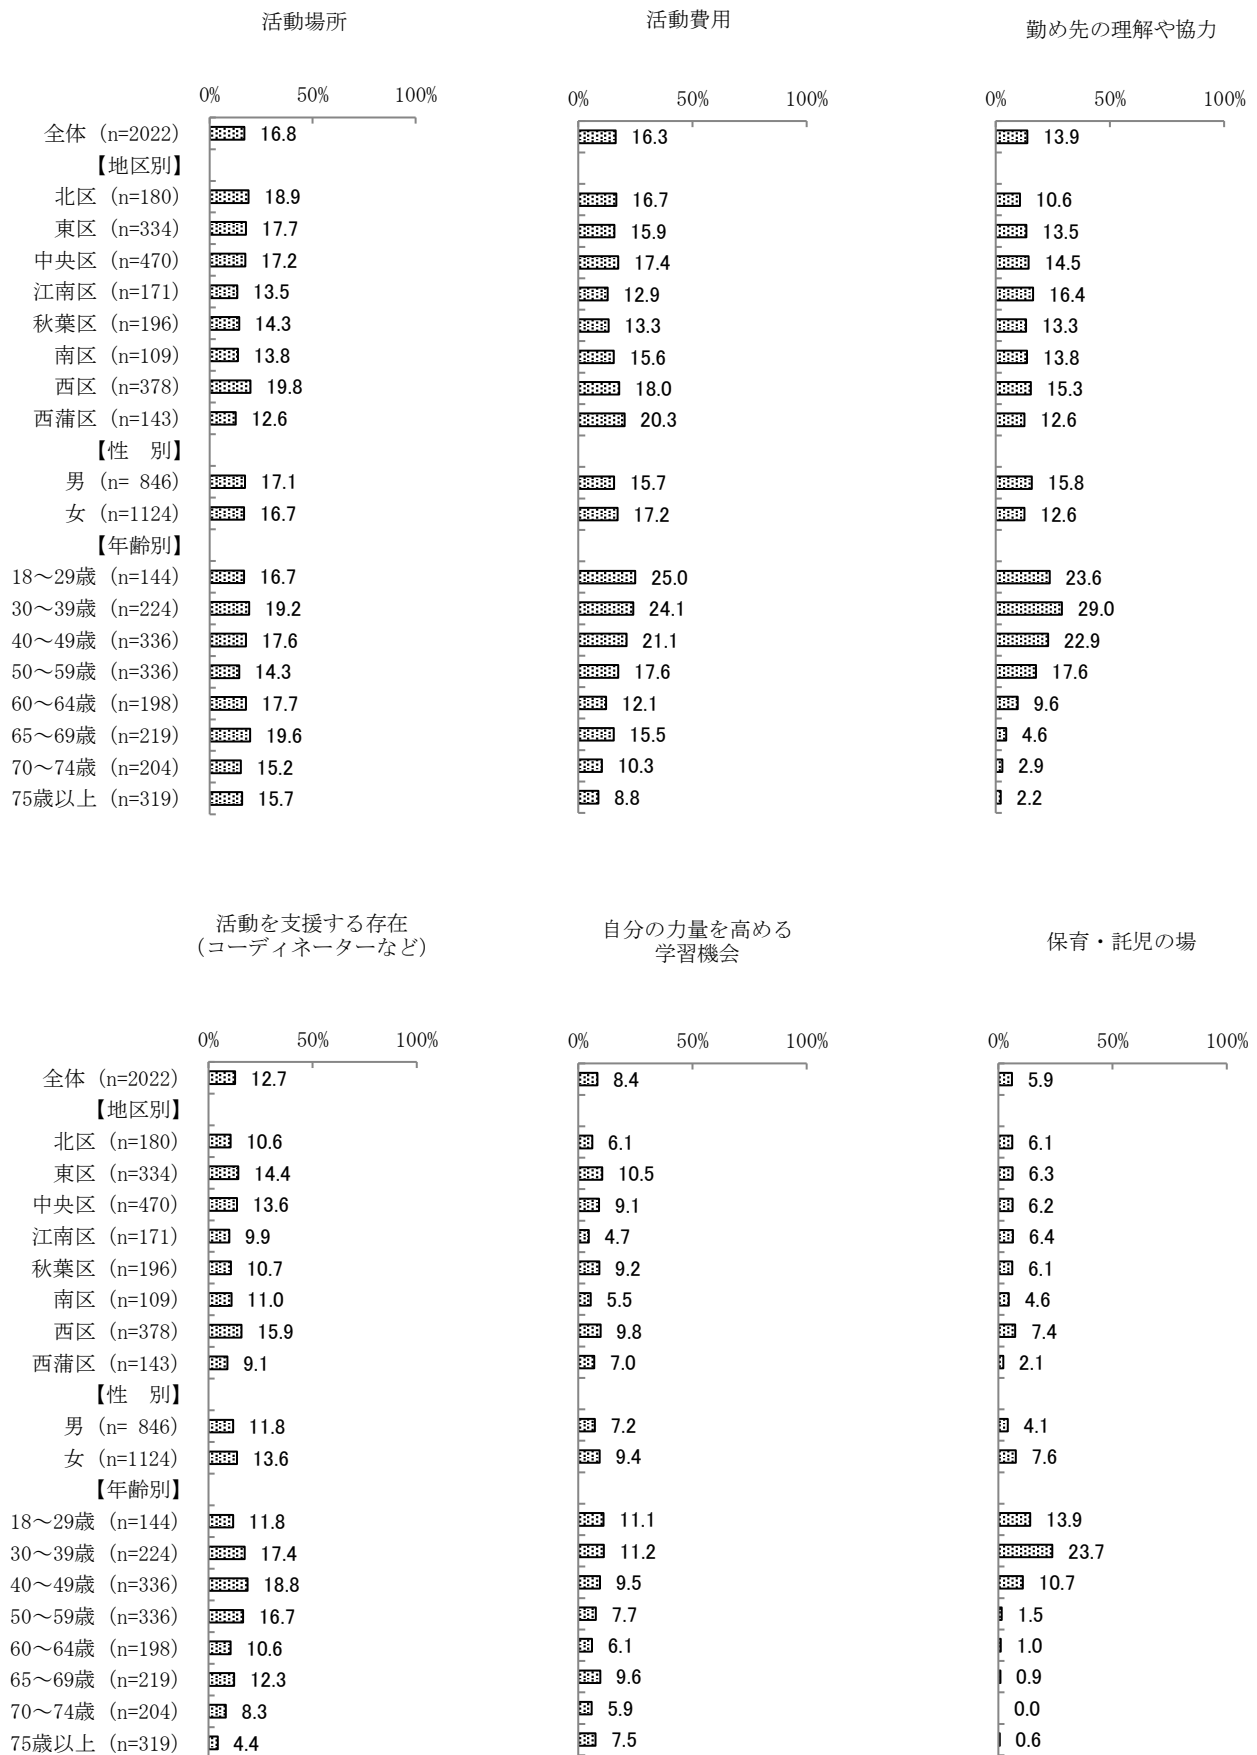 活動場所 活動費用 勤め先の理解や協力
0% 50% 100% 0% 50% 100% 0% 50% 100%
全体 (n=2022) 16.8 16.3 13.9
【地区別】
北区 (n=180) 18.9 16.7 10.6
東区 (n=334) 17.7 15.9 13.5
中央区 (n=470) 17.2 17.4 14.5
江南区 (n=171) 13.5 12.9 16.4
秋葉区 (n=196) 14.3 13.3 13.3
南区 (n=109) 13.8 15.6 13.8
西区 (n=378) 19.8 18.0 15.3
西蒲区 (n=143) 12.6 20.3 12.6
【性　別】
男 (n= 846) 17.1 15.7 15.8
女 (n=1124) 16.7 17.2 12.6
【年齢別】
18～29歳 (n=144) 16.7 25.0 23.6
30～39歳 (n=224) 19.2 24.1 29.0
40～49歳 (n=336) 17.6 21.1 22.9
50～59歳 (n=336) 14.3 17.6 17.6
60～64歳 (n=198) 17.7 12.1 9.6
65～69歳 (n=219) 19.6 15.5 4.6
70～74歳 (n=204) 15.2 10.3 2.9
75歳以上 (n=319) 15.7 8.8 2.2
活動を支援する存在
(コーディネーターなど)
自分の力量を高める
学習機会
保育・託児の場
0% 50% 100% 0% 50% 100% 0% 50% 100%
全体 (n=2022) 12.7 8.4 5.9
【地区別】
北区 (n=180) 10.6 6.1 6.1
東区 (n=334) 14.4 10.5 6.3
中央区 (n=470) 13.6 9.1 6.2
江南区 (n=171) 9.9 4.7 6.4
秋葉区 (n=196) 10.7 9.2 6.1
南区 (n=109) 11.0 5.5 4.6
西区 (n=378) 15.9 9.8 7.4
西蒲区 (n=143) 9.1 7.0 2.1
【性　別】
男 (n= 846) 11.8 7.2 4.1
女 (n=1124) 13.6 9.4 7.6
【年齢別】
18～29歳 (n=144) 11.8 11.1 13.9
30～39歳 (n=224) 17.4 11.2 23.7
40～49歳 (n=336) 18.8 9.5 10.7
50～59歳 (n=336) 16.7 7.7 1.5
60～64歳 (n=198) 10.6 6.1 1.0
65～69歳 (n=219) 12.3 9.6 0.9
70～74歳 (n=204) 8.3 5.9 0.0
75歳以上 (n=319) 4.4 7.5 0.6